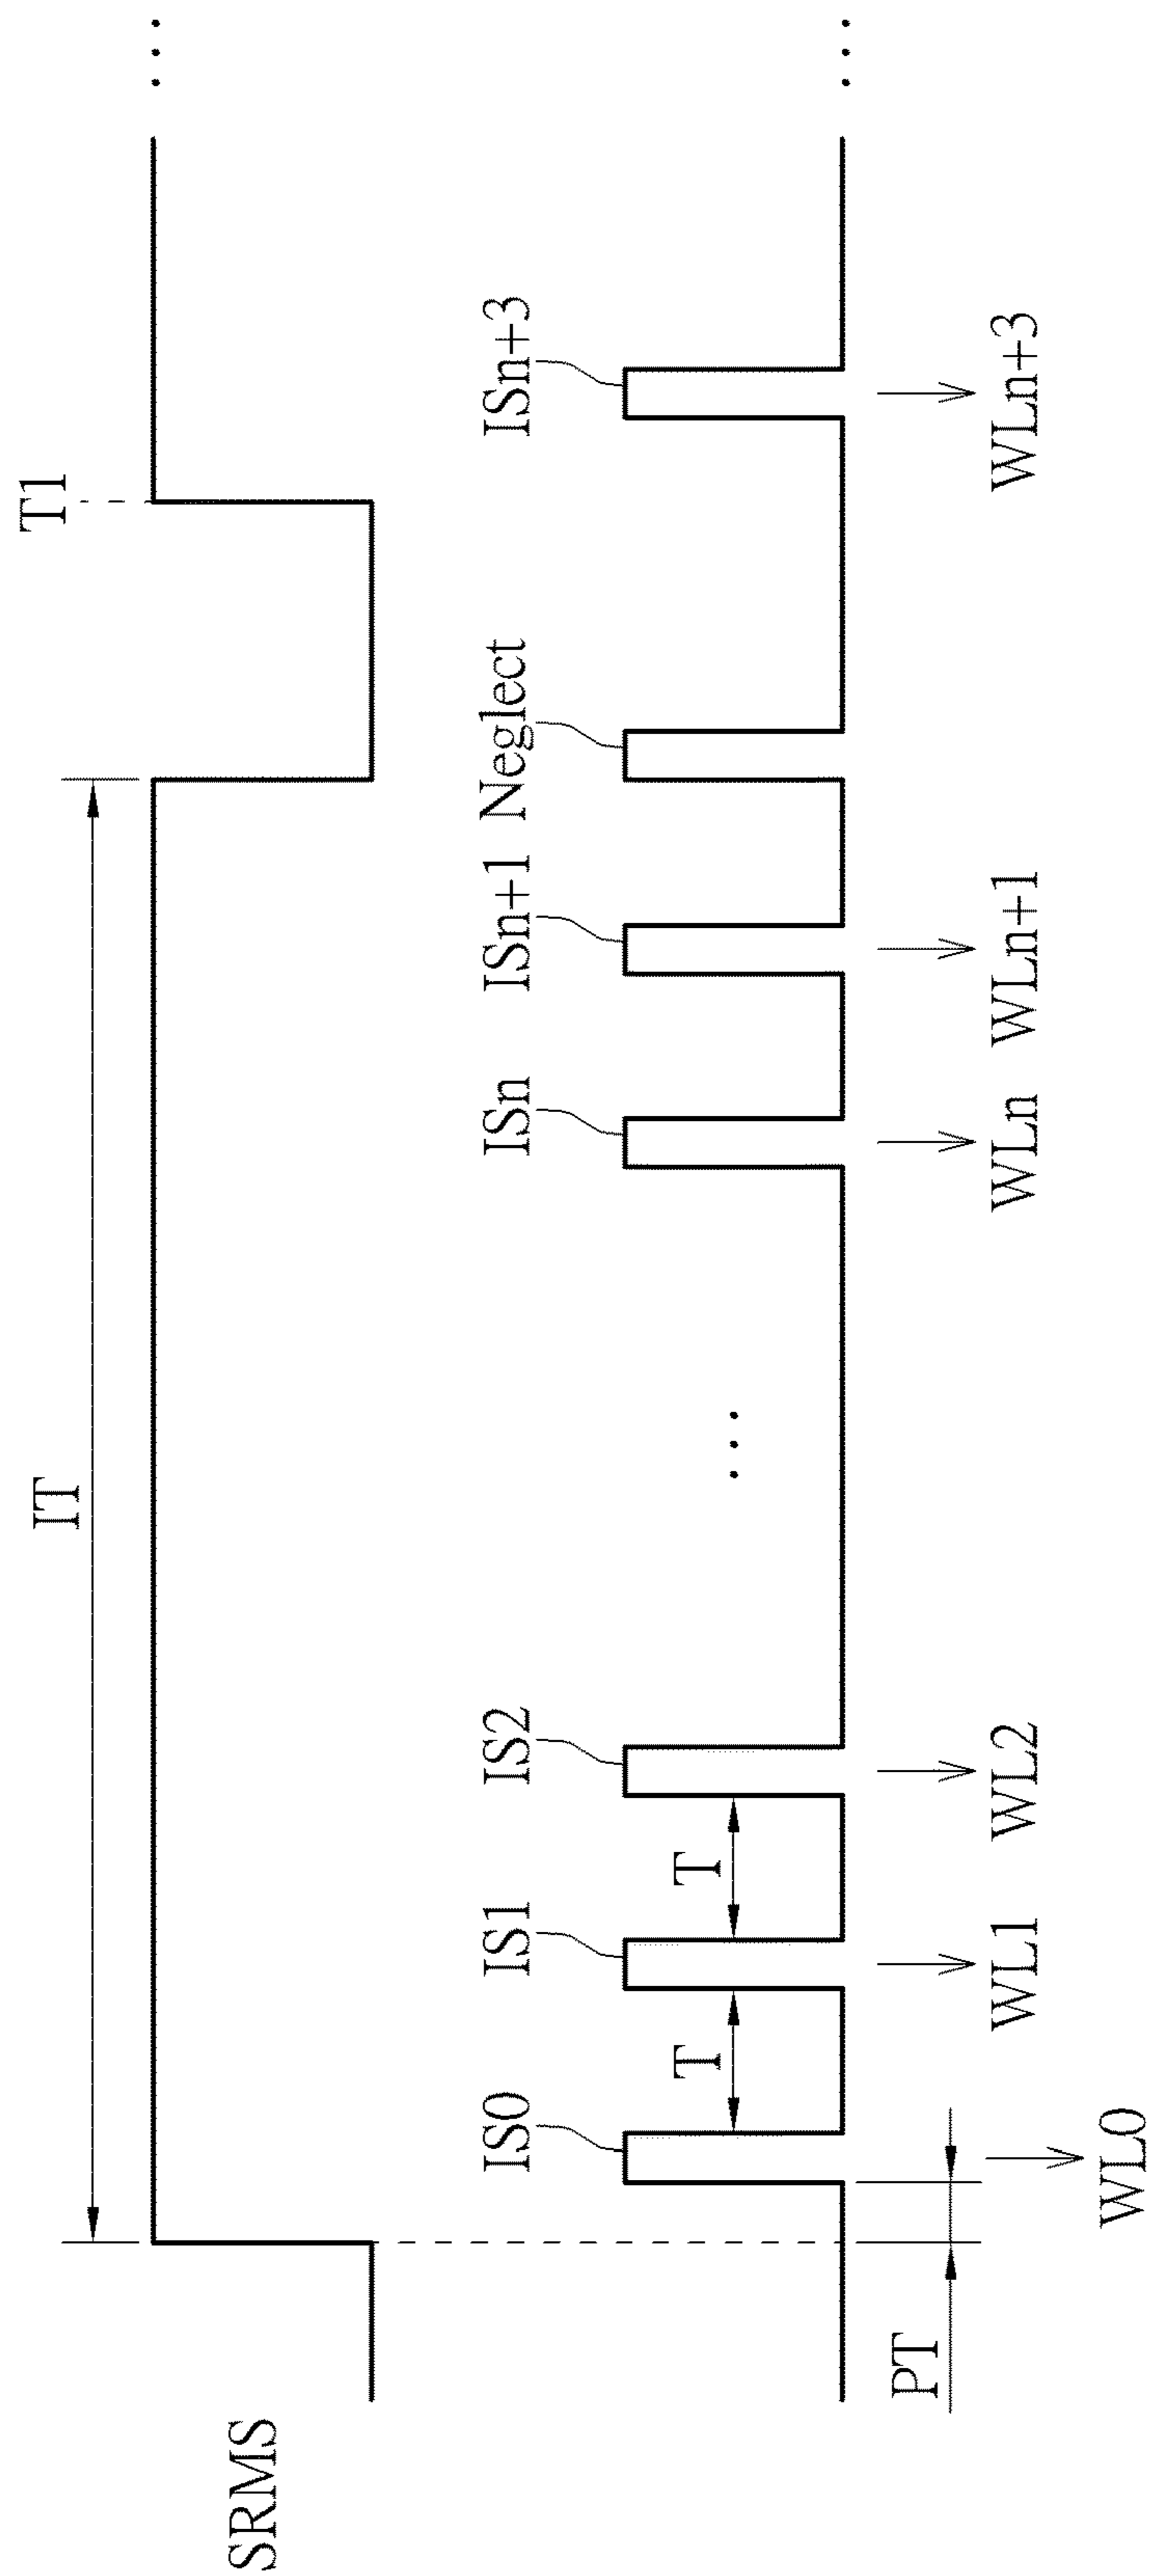 SRMS
IT
T1
IS0
IS1
IS2
ISn
ISn+1
Neglect
ISn+3
T
T
PT
WL0
WL1
WL2
WLn
WLn+1
WLn+3